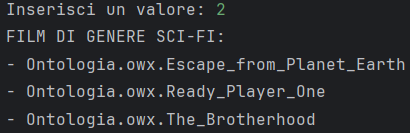 Inserisci un valore: 2
FILM DI GENERE SCI-FI:
- Ontologia.owx.Escape_from_Planet_Earth
- Ontologia.owx.Ready_Player_One
- Ontologia.owx.The_Brotherhood